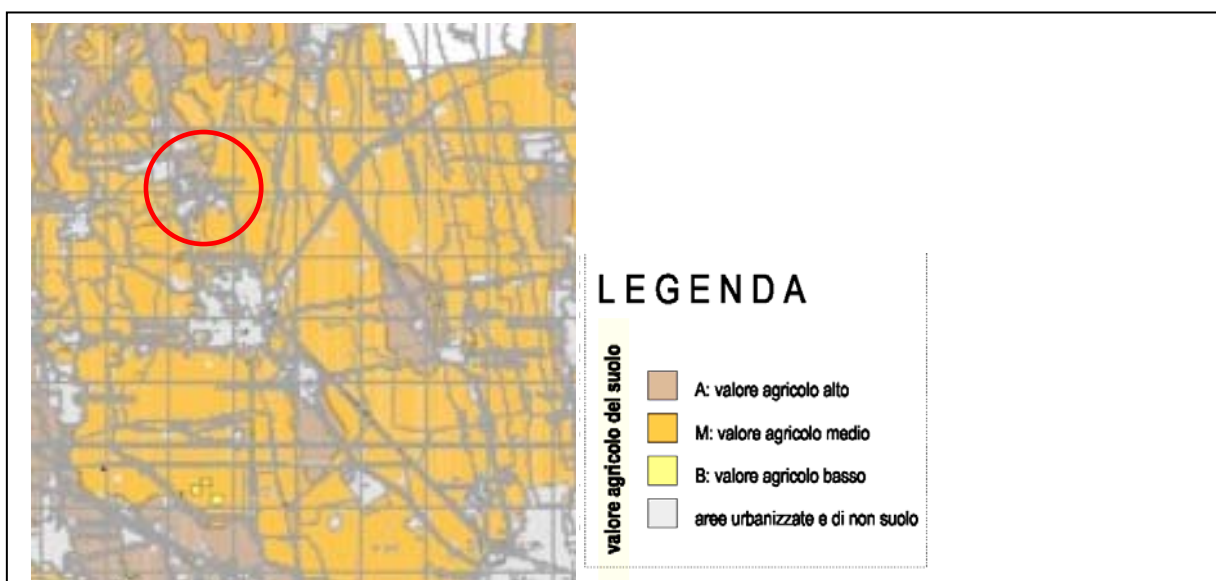 LEGENDA
valore agricolo del suolo
A: valore agricolo alto
M: valore agricolo medio
B: valore agricolo basso
aree urbanizzate e di non suolo